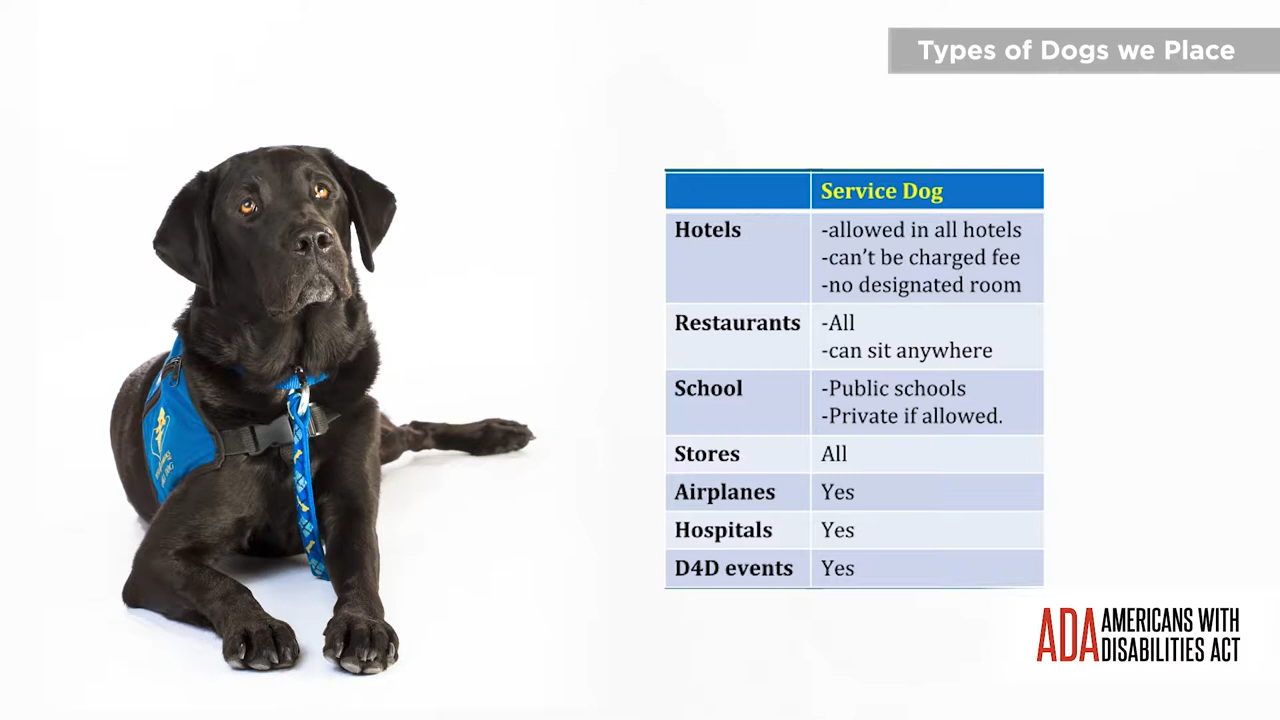 Types of Dogs we Place
Service Dog
Hotels
-allowed in all hotels
-can't be charged fee
-no designated room
Restaurants
-All
-can sit anywhere
School
-Public schools
-Private if allowed.
Stores
All
Airplanes
Yes
Hospitals
Yes
D4D events
Yes
ADA AMERICANS WITH
DISABILITIES ACT